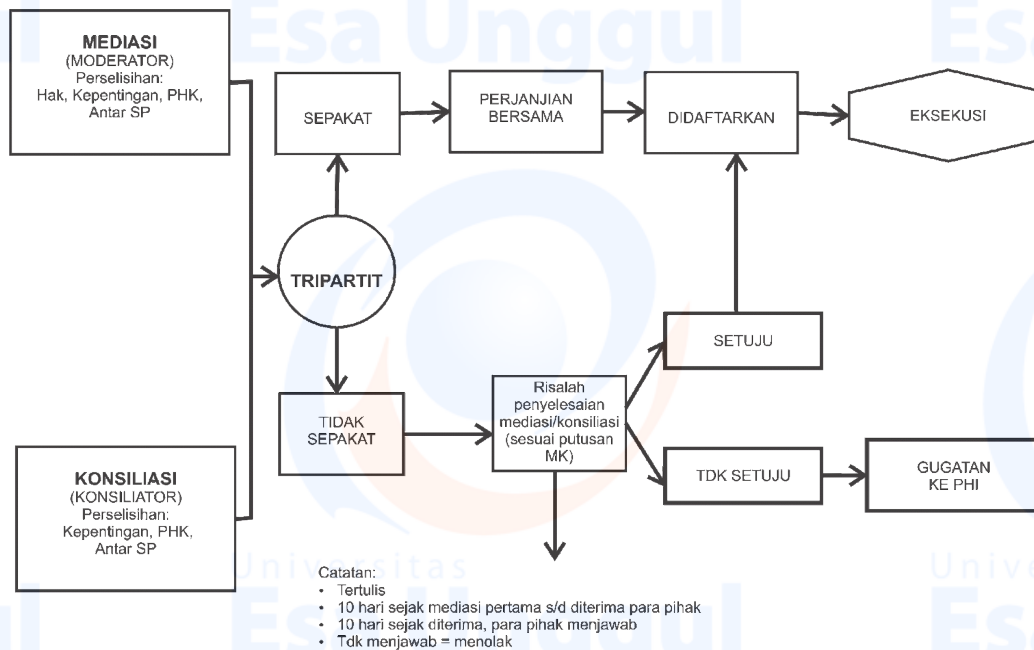 MEDIASI
(MODERATOR)
Perselisihan:
Hak, Kepentingan, PHK,
Antar SP
SEPAKAT
PERJANJIAN
BERSAMA
DIDAFTARKAN
EKSEKUSI
TRIPARTIT
SETUJU
TIDAK
SEPAKAT
Risalah
penyelesaian
mediasi/konsiliasi
(sesuai putusan
MK)
TDK SETUJU
GUGATAN
KE PHI
KONSILIASI
(KONSILIATOR)
Perselisihan:
Kepentingan, PHK,
Antar SP
Catatan:
• Tertulis
• 10 hari sejak mediasi pertama s/d diterima para pihak
• 10 hari sejak diterima, para pihak menjawab
• Tdk menjawab = menolak
Esa Unggul
Universitas
Esa Unggul